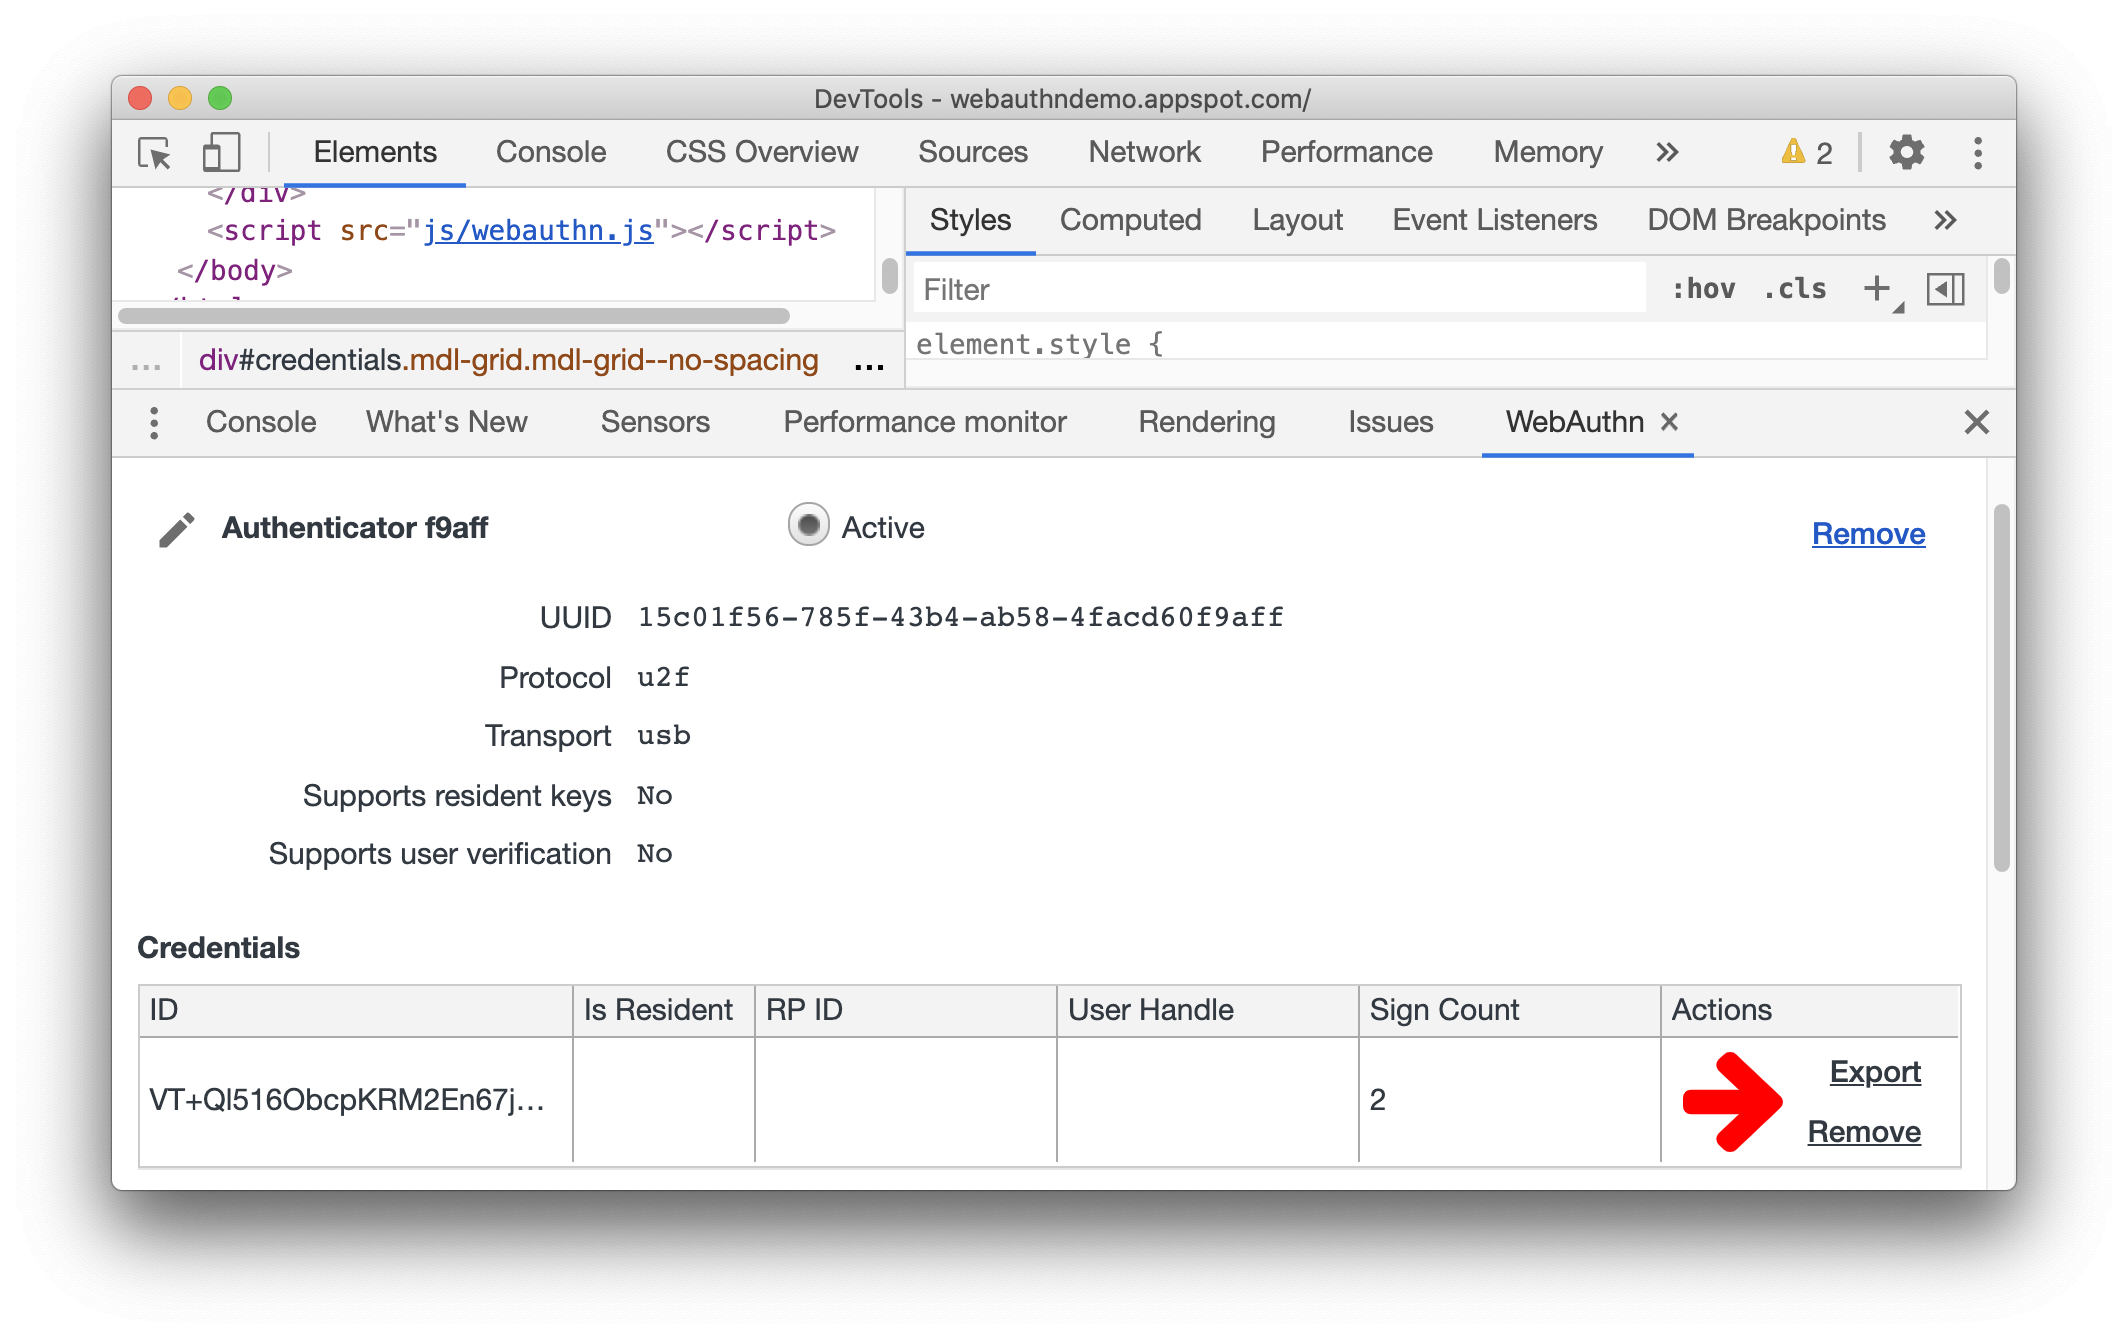 DevTools - webauthndemo.appspot.com/
Elements Console CSS Overview Sources Network Performance Memory » 2
</div>
<script src="js/webauthn.js"></script>
</body>
... div#credentials.mdl-grid.mdl-grid--no-spacing ...
Styles Computed Layout Event Listeners DOM Breakpoints »
Filter :hov .cls +
element.style {
Console What's New Sensors Performance monitor Rendering Issues WebAuthn
Authenticator f9aff Active Remove
UUID 15c01f56-785f-43b4-ab58-4facd60f9aff
Protocol u2f
Transport usb
Supports resident keys No
Supports user verification No
Credentials
ID Is Resident RP ID User Handle Sign Count Actions
VT+Ql516ObcpKRM2En67j… 2 Export
Remove